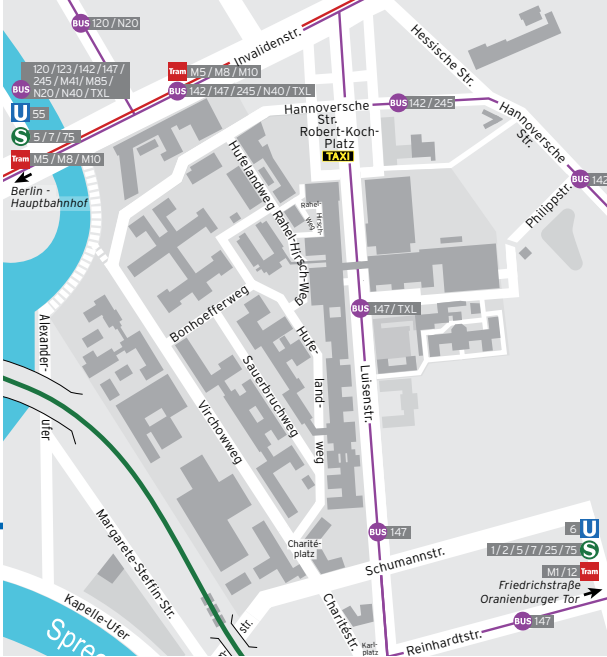 BUS 120 / N20
Invalidenstr.
Hessische Str.
120 / 123 / 142 / 147 /
245 / M41/ M85 /
BUS N20 / N40 / TXL
Tram M5 / M8 / M10
BUS 142 / 147 / 245 / N40 / TXL
U 55
S 5 / 7 / 75
Tram M5 / M8 / M10
Berlin -
Hauptbahnhof
Hannoversche
Str.
BUS 142 / 245
Robert-Koch-
Platz
TAXI
Hannoversche
Str.
BUS 142
Philippstr.
Hufelandweg
Rahel-Hirsch-Weg
Rahel-
Hirsch-
weg
BUS 147 / TXL
Bonhoefferweg
Alexander-
ufer
Hufe-
land-
weg
Sauerbruchweg
Virchowweg
Luisenstr.
Margarete-Steffin-Str.
BUS 147
Charité-
platz
Schumannstr.
6 U
1 / 2 / 5 / 7 / 25 / 75 S
M1 / 12 Tram
Friedrichstraße
Oranienburger Tor
Kapelle-Ufer
Spree
str.
Charitéstr.
Karl-
platz
Reinhardtstr.
BUS 147